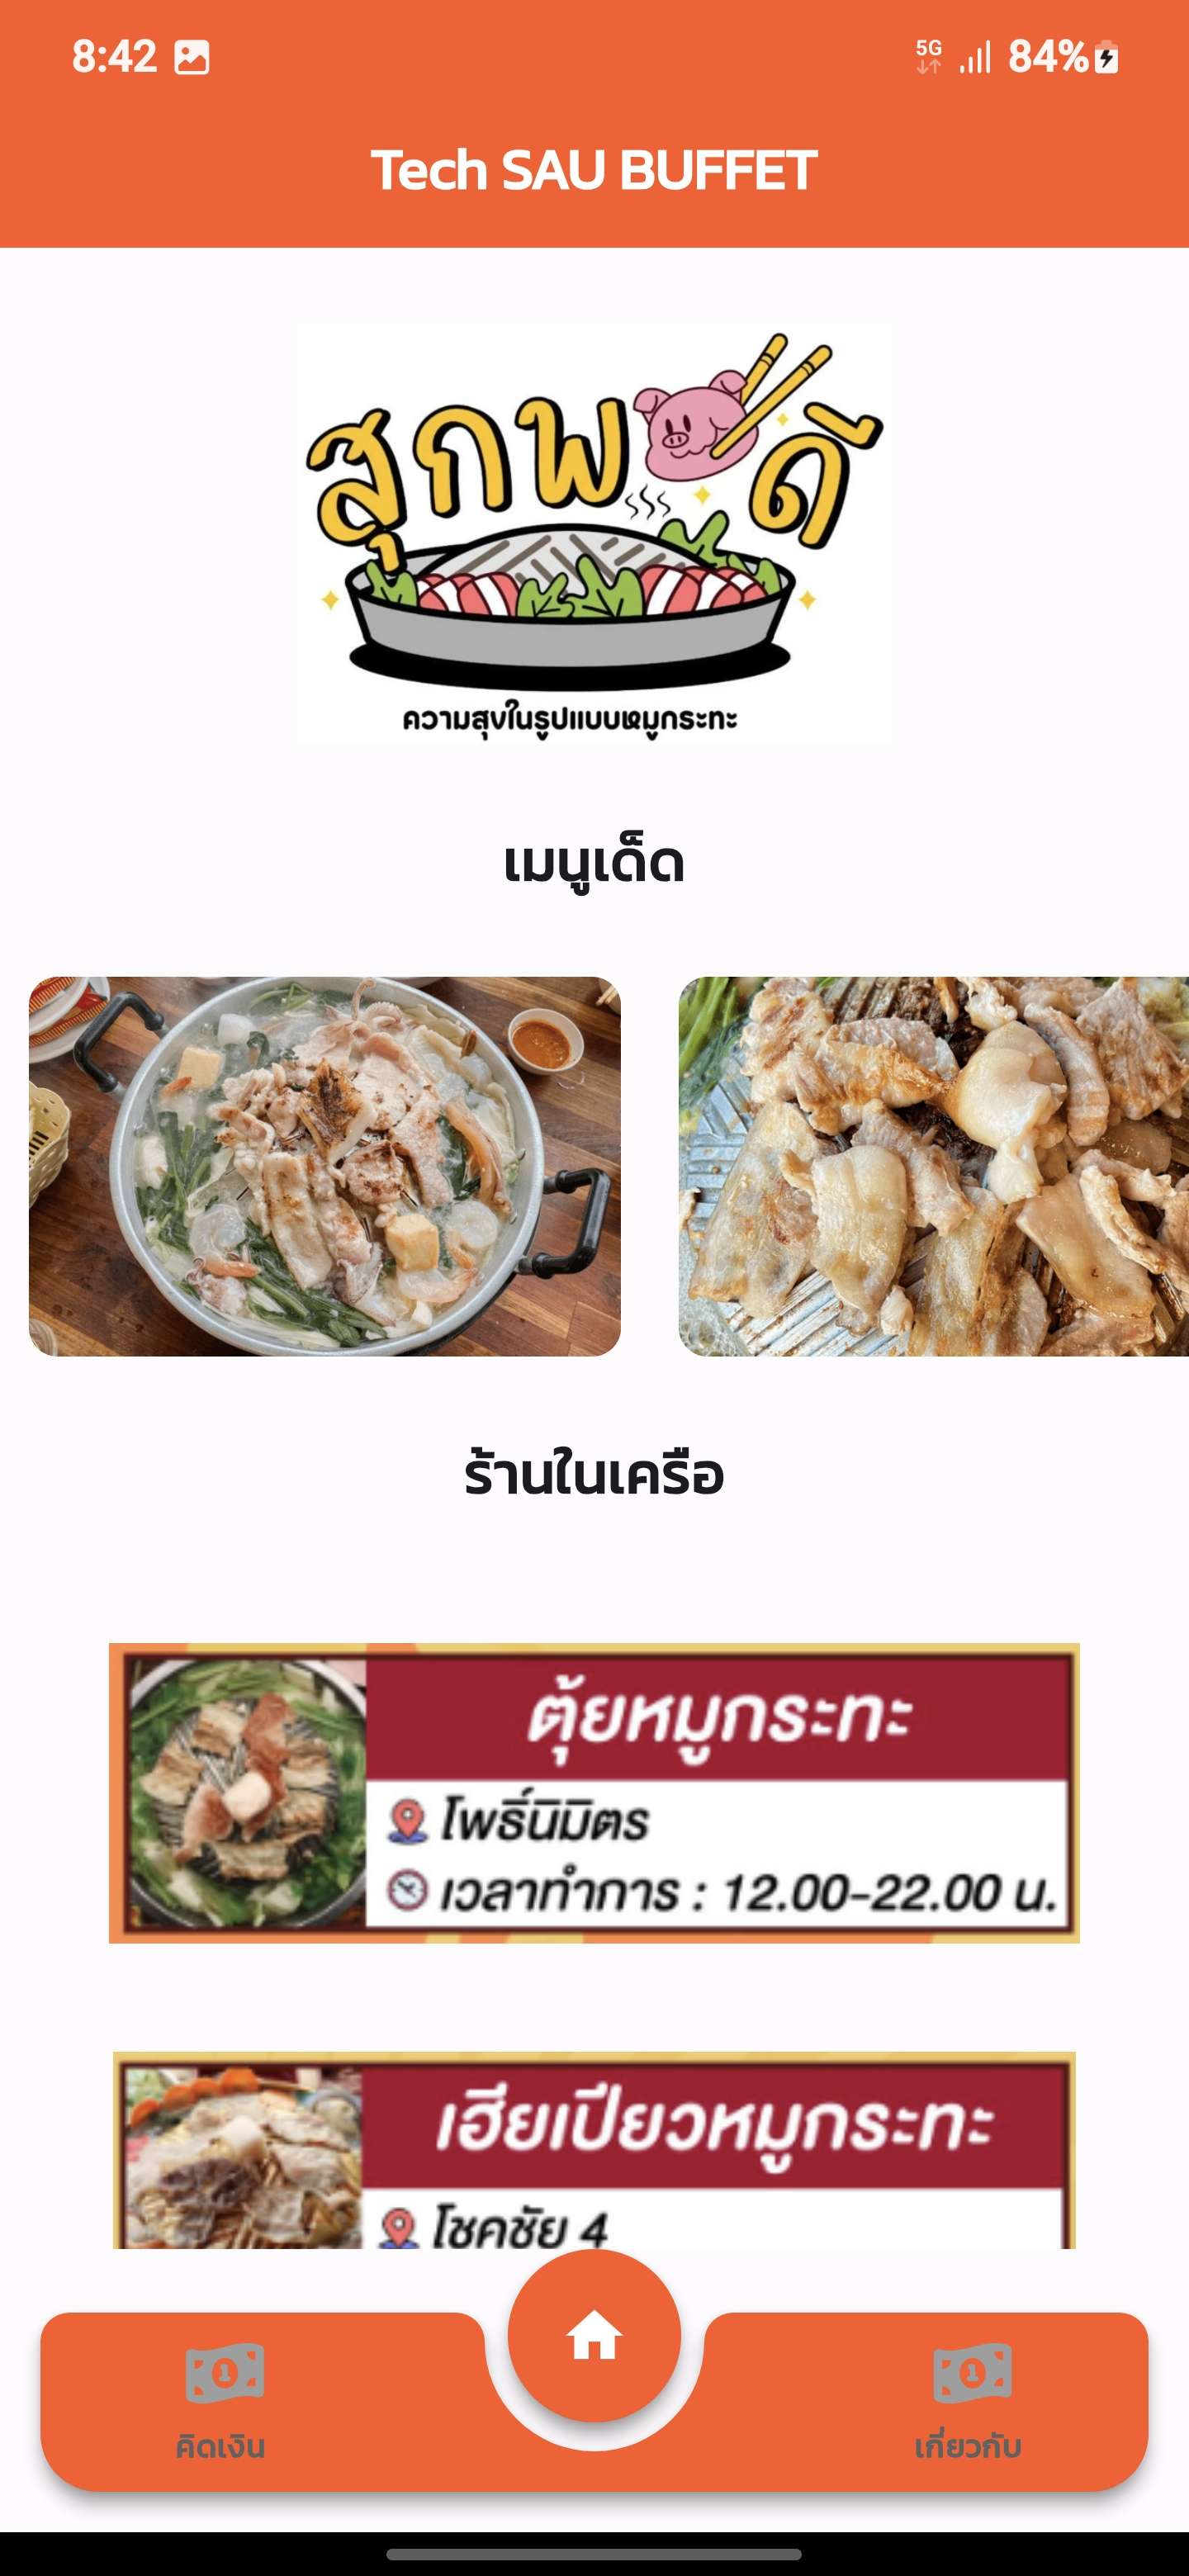 8:42
5G 84%
Tech SAU BUFFET
สุกพอดี
ความสุขในรูปแบบหมูกระทะ
เมนูเด็ด
ร้านในเครือ
ตุ้ยหมูกระทะ
โพธิ์นิมิตร
เวลาทำการ : 12.00-22.00 น.
เฮียเปียวหมูกระทะ
โชคชัย 4
คิดเงิน
เกี่ยวกับ